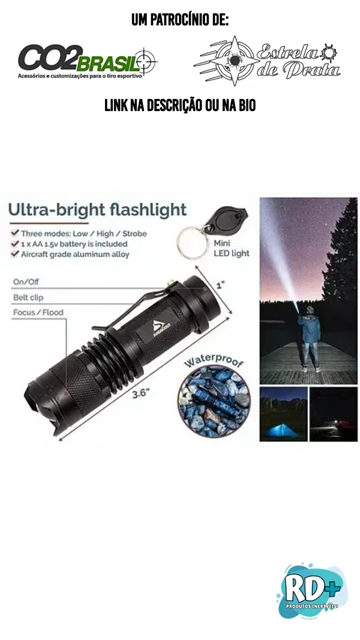 UM PATROCÍNIO DE:
CO2BRASIL
Acessórios e customizações para o tiro esportivo
Estrela
de Prata
LINK NA DESCRIÇÃO OU NA BIO
Ultra-bright flashlight
Three modes: Low / High / Strobe
1 x AA 1.5v battery is included
Aircraft grade aluminum alloy
Mini
LED light
On/Off
Belt clip
Focus / Flood
1"
3.6"
Waterproof
RD+